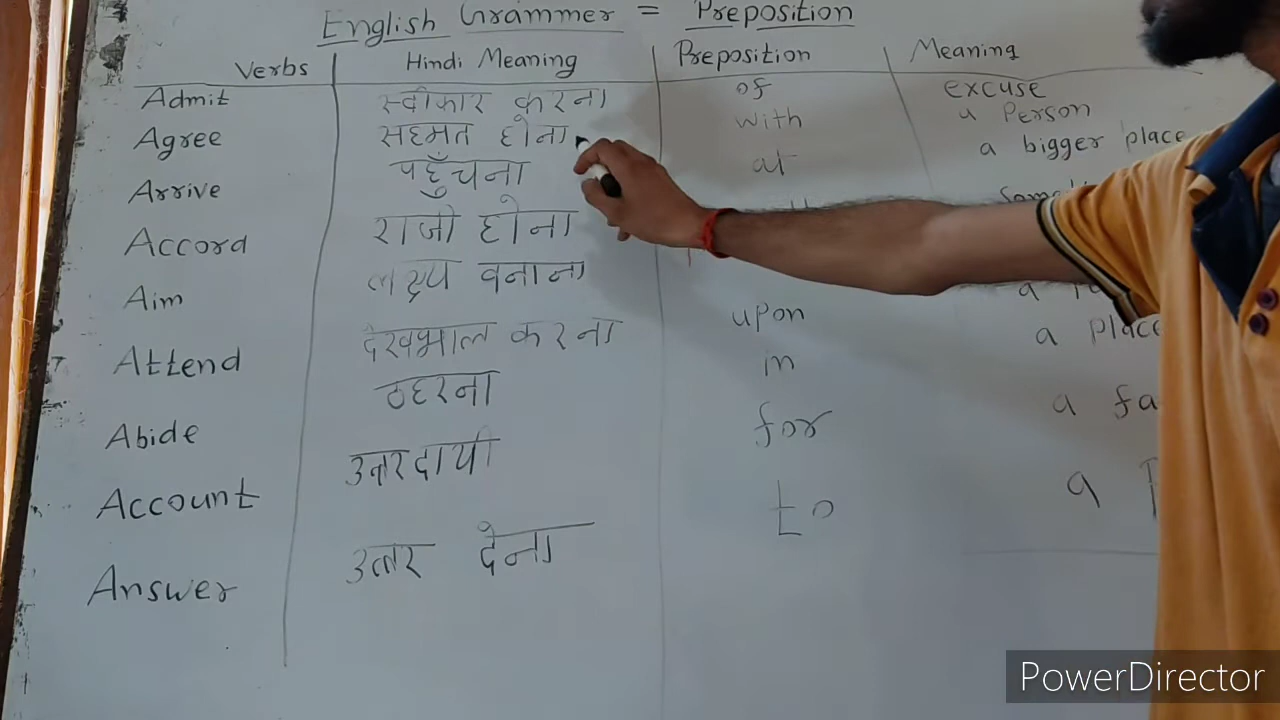 English Grammer = Preposition
Verbs Hindi Meaning Preposition Meaning
Admit स्वीकार करना of excuse
Agree सहमत होना with a Person
Arrive पहुँचना at a bigger place
Accord राजी होना
Aim लक्ष्य बनाना a
Attend देखभाल करना upon a place
Abide ठहरना in a
Account उत्तरदायी for a
Answer उत्तर देना to
PowerDirector